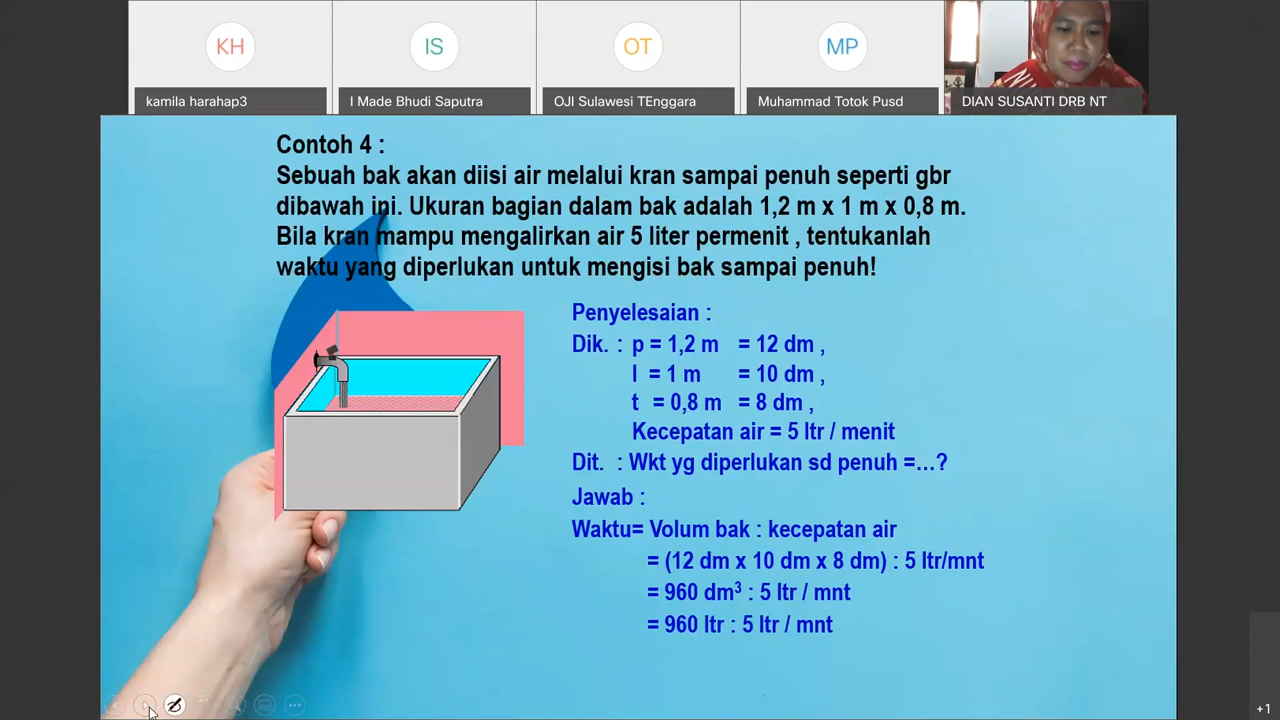 KH
IS
OT
MP
kamila harahap3
I Made Bhudi Saputra
OJI Sulawesi TEnggara
Muhammad Totok Pusd
DIAN SUSANTI DRB NT
Contoh 4 :
Sebuah bak akan diisi air melalui kran sampai penuh seperti gbr
dibawah ini. Ukuran bagian dalam bak adalah 1,2 m x 1 m x 0,8 m.
Bila kran mampu mengalirkan air 5 liter permenit , tentukanlah
waktu yang diperlukan untuk mengisi bak sampai penuh!
Penyelesaian :
Dik. : p = 1,2 m = 12 dm ,
l = 1 m = 10 dm ,
t = 0,8 m = 8 dm ,
Kecepatan air = 5 ltr / menit
Dit. : Wkt yg diperlukan sd penuh =...?
Jawab :
Waktu= Volum bak : kecepatan air
= (12 dm x 10 dm x 8 dm) : 5 ltr/mnt
= 960 dm³ : 5 ltr / mnt
= 960 ltr : 5 ltr / mnt
+1